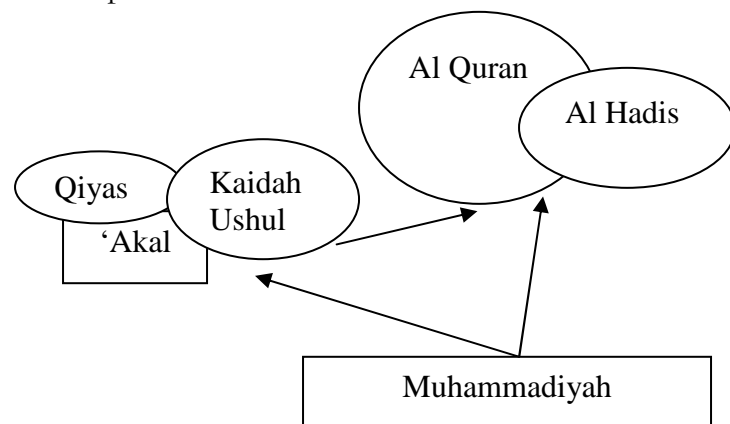 Al Quran
Al Hadis
Qiyas
Kaidah
Ushul
‘Akal
Muhammadiyah